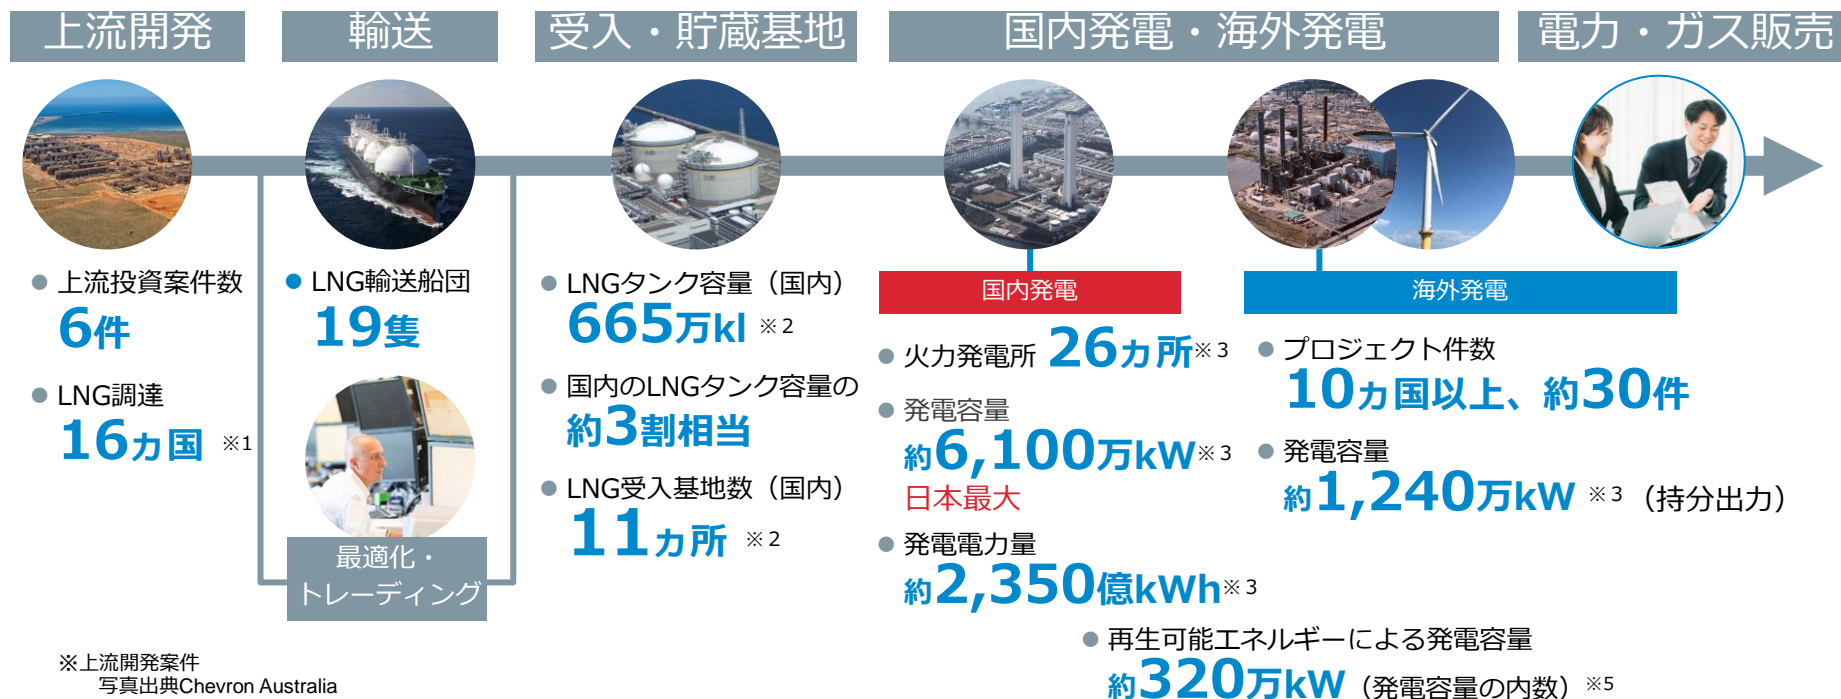 上流開発
輸送
受入・貯蔵基地
国内発電・海外発電
電力・ガス販売
● 上流投資案件数
6件
● LNG調達
16カ国 ※1
● LNG輸送船団
19隻
最適化・
トレーディング
● LNGタンク容量（国内）
665万kl ※2
● 国内のLNGタンク容量の
約3割相当
● LNG受入基地数（国内）
11カ所 ※2
国内発電
● 火力発電所 26カ所※3
● 発電容量
約6,100万kW※3
日本最大
● 発電電力量
約2,350億kWh※3
海外発電
● プロジェクト件数
10カ国以上、約30件
● 発電容量
約1,240万kW ※3（持分出力）
● 再生可能エネルギーによる発電容量
約320万kW（発電容量の内数）※5
※上流開発案件
写真出典Chevron Australia